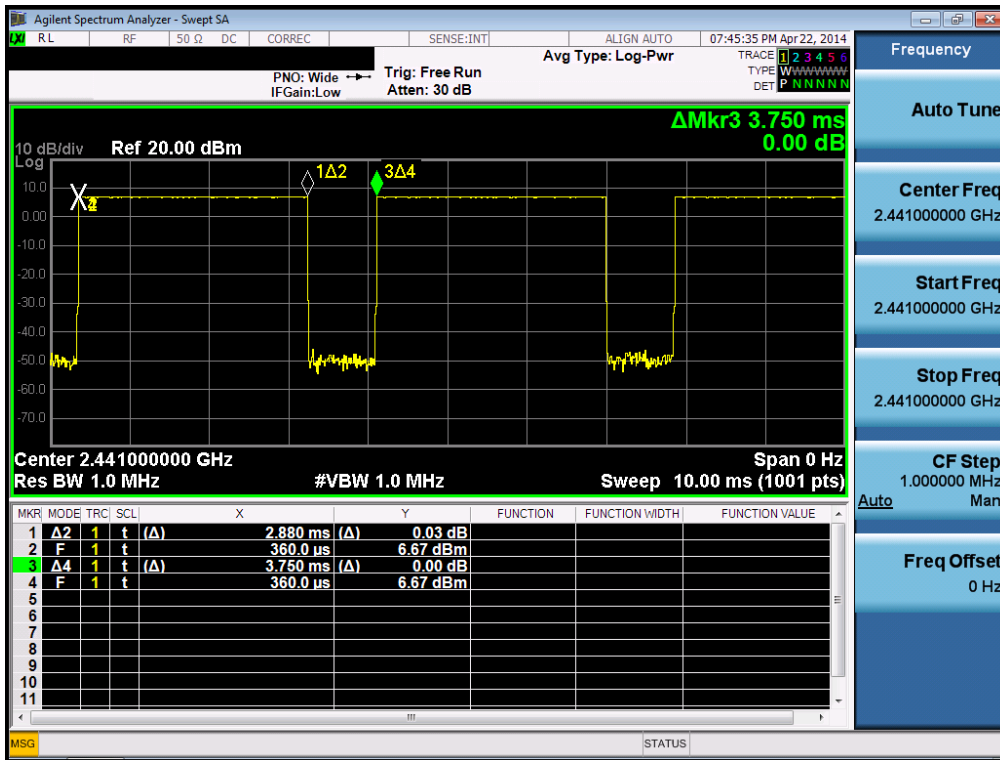 Agilent Spectrum Analyzer - Swept SA
LXI RL RF 50 Ω DC CORREC SENSE:INT ALIGN AUTO 07:45:35 PM Apr 22, 2014
Avg Type: Log-Pwr
TRACE 1 2 3 4 5 6
PNO: Wide Trig: Free Run
TYPE WWWWWW
IFGain:Low Atten: 30 dB
DET P N N N N N
ΔMkr3 3.750 ms
0.00 dB
10 dB/div Ref 20.00 dBm
Log
1Δ2 3Δ4
10.0
0.00
-10.0
-20.0
-30.0
-40.0
-50.0
-60.0
-70.0
Center 2.441000000 GHz Span 0 Hz
Res BW 1.0 MHz #VBW 1.0 MHz Sweep 10.00 ms (1001 pts)
MKR MODE TRC SCL X Y FUNCTION FUNCTION WIDTH FUNCTION VALUE
1 Δ2 1 t (Δ) 2.880 ms (Δ) 0.03 dB
2 F 1 t 360.0 µs 6.67 dBm
3 Δ4 1 t (Δ) 3.750 ms (Δ) 0.00 dB
4 F 1 t 360.0 µs 6.67 dBm
5
6
7
8
9
10
11
MSG STATUS
Frequency
Auto Tune
Center Freq
2.441000000 GHz
Start Freq
2.441000000 GHz
Stop Freq
2.441000000 GHz
CF Step
1.000000 MHz
Auto Man
Freq Offset
0 Hz